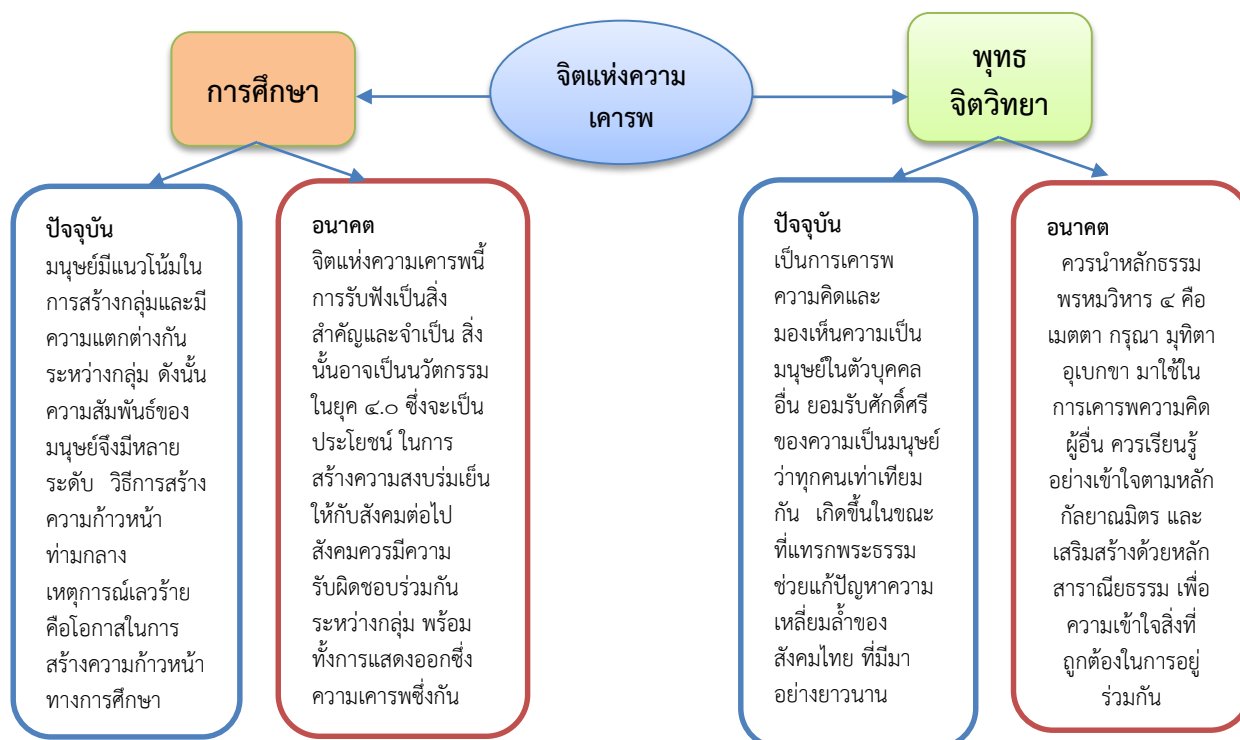 การศึกษา
จิตแห่งความ
เคารพ
พุทธ
จิตวิทยา
ปัจจุบัน
มนุษย์มีแนวโน้มใน
การสร้างกลุ่มและมี
ความแตกต่างกัน
ระหว่างกลุ่ม ดังนั้น
ความสัมพันธ์ของ
มนุษย์จึงมีหลาย
ระดับ วิธีการสร้าง
ความก้าวหน้า
ท่ามกลาง
เหตุการณ์เลวร้าย
คือโอกาสในการ
สร้างความก้าวหน้า
ทางการศึกษา
อนาคต
จิตแห่งความเคารพนี้
การรับฟังเป็นสิ่ง
สำคัญและจำเป็น สิ่ง
นั้นอาจเป็นนวัตกรรม
ในยุค ๔.๐ ซึ่งจะเป็น
ประโยชน์ ในการ
สร้างความสงบร่มเย็น
ให้กับสังคมต่อไป
สังคมควรมีความ
รับผิดชอบร่วมกัน
ระหว่างกลุ่ม พร้อม
ทั้งการแสดงออกซึ่ง
ความเคารพซึ่งกัน
ปัจจุบัน
เป็นการเคารพ
ความคิดและ
มองเห็นความเป็น
มนุษย์ในตัวบุคคล
อื่น ยอมรับศักดิ์ศรี
ของความเป็นมนุษย์
ว่าทุกคนเท่าเทียม
กัน เกิดขึ้นในขณะ
ที่แทรกพระธรรม
ช่วยแก้ปัญหาความ
เหลี่ยมล้ำของ
สังคมไทย ที่มีมา
อย่างยาวนาน
อนาคต
ควรนำหลักธรรม
พรหมวิหาร ๔ คือ
เมตตา กรุณา มุทิตา
อุเบกขา มาใช้ใน
การเคารพความคิด
ผู้อื่น ควรเรียนรู้
อย่างเข้าใจตามหลัก
กัลยาณมิตร และ
เสริมสร้างด้วยหลัก
สาราณียธรรม เพื่อ
ความเข้าใจสิ่งที่
ถูกต้องในการอยู่
ร่วมกัน